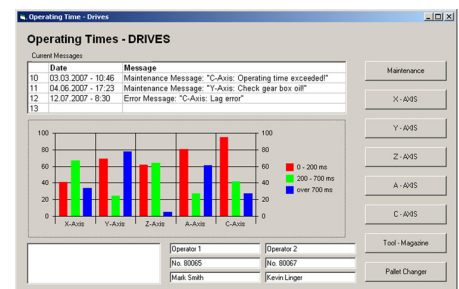 Operating Time - Drives
Operating Times - DRIVES
Current Messages
Date Message
10 03.03.2007 - 10:46 Maintenance Message: "C-Axis: Operating time exceeded!"
11 04.06.2007 - 17:23 Maintenance Message: "Y-Axis: Check gear box oil!"
12 12.07.2007 - 8:30 Error Message: "C-Axis: Lag error"
13
Maintenance
X - AXIS
Y - AXIS
Z - AXIS
A - AXIS
C - AXIS
Tool - Magazine
Pallet Changer
100 100
80 80
60 60
40 40
20 20
0 0
X-Axis Y-Axis Z-Axis A-Axis C-Axis
0 - 200 ms
200 - 700 ms
over 700 ms
Operator 1 Operator 2
No. 80065 No. 80067
Mark Smith Kevin Linger